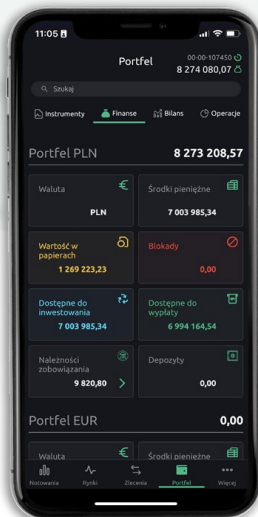 11:05
Portfel
00-00-107450
8 274 080,07
Szukaj
Instrumenty Finanse Bilans Operacje
Portfel PLN 8 273 208,57
Waluta
PLN
Środki pieniężne
7 003 985,34
Wartość w
papierach
1 269 223,23
Blokady
0,00
Dostępne do
inwestowania
7 003 985,34
Dostępne do
wypłaty
6 994 164,54
Należności
zobowiązania
9 820,80
Depozyty
0,00
Portfel EUR 0,00
Waluta
Środki pieniężne
Notowania Rynki Zlecenia Portfel Więcej